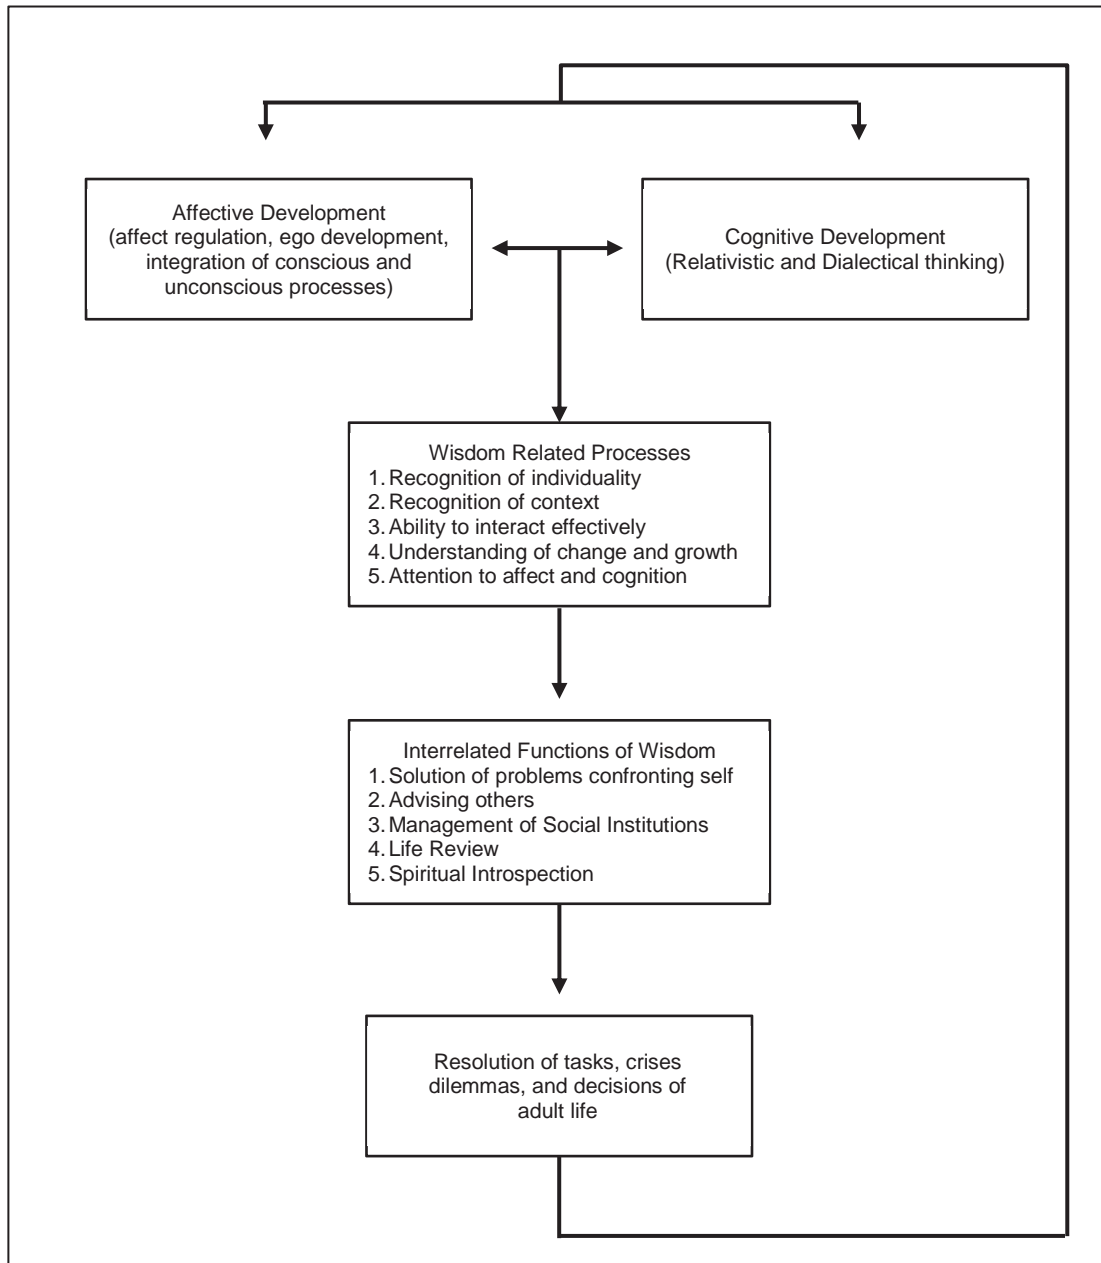 Affective Development
(affect regulation, ego development,
integration of conscious and
unconscious processes)
Cognitive Development
(Relativistic and Dialectical thinking)
Wisdom Related Processes
1. Recognition of individuality
2. Recognition of context
3. Ability to interact effectively
4. Understanding of change and growth
5. Attention to affect and cognition
Interrelated Functions of Wisdom
1. Solution of problems confronting self
2. Advising others
3. Management of Social Institutions
4. Life Review
5. Spiritual Introspection
Resolution of tasks, crises
dilemmas, and decisions of
adult life